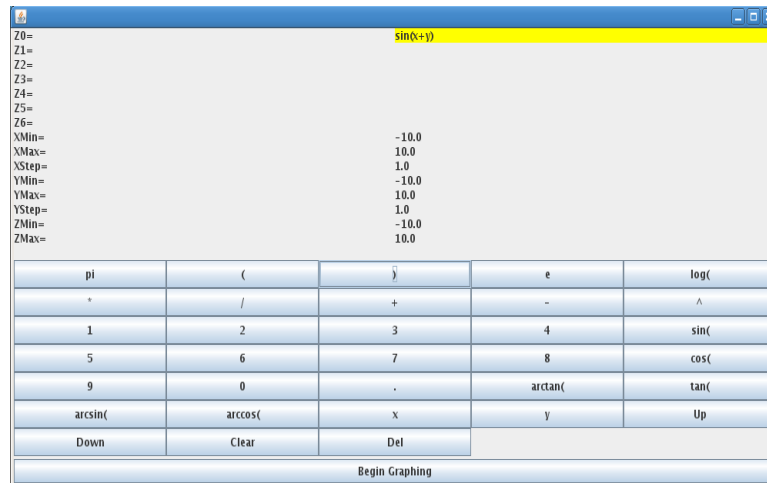 Z0= sin(x+y)
Z1=
Z2=
Z3=
Z4=
Z5=
Z6=
XMin= -10.0
XMax= 10.0
XStep= 1.0
YMin= -10.0
YMax= 10.0
YStep= 1.0
ZMin= -10.0
ZMax= 10.0
pi ( ) e log(
* / + - ^
1 2 3 4 sin(
5 6 7 8 cos(
9 0 . arctan( tan(
arcsin( arccos( x y Up
Down Clear Del
Begin Graphing